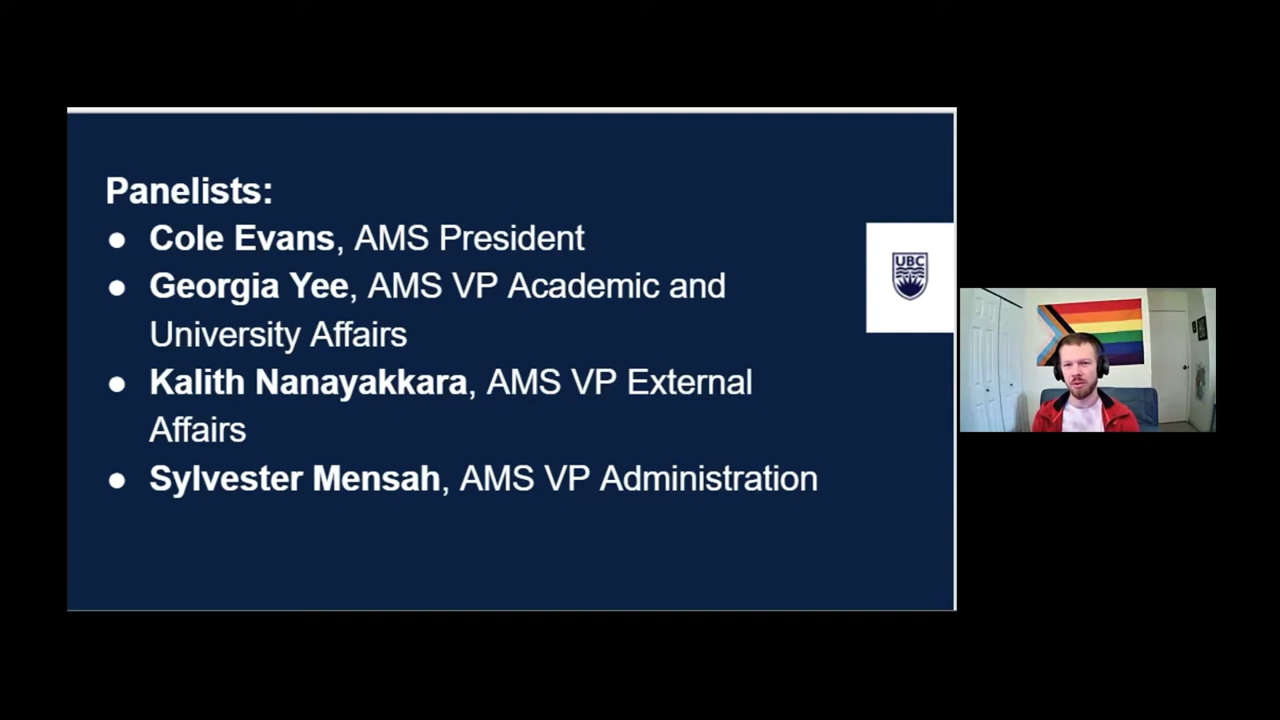 Panelists:
● Cole Evans, AMS President
● Georgia Yee, AMS VP Academic and
University Affairs
● Kalith Nanayakkara, AMS VP External
Affairs
● Sylvester Mensah, AMS VP Administration
UBC